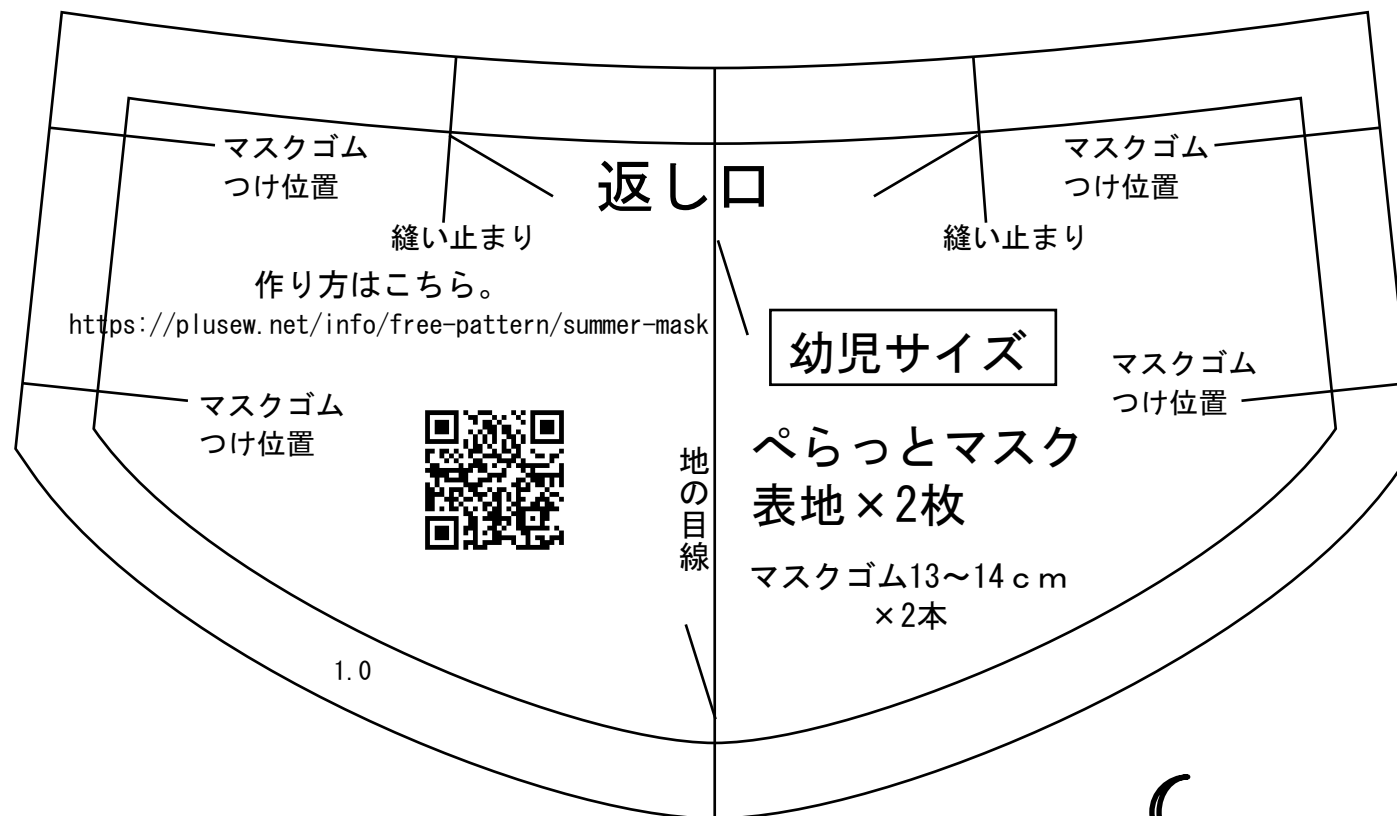 マスクゴム
つけ位置
マスクゴム
つけ位置
返し口
縫い止まり
縫い止まり
作り方はこちら。
https://plusew.net/info/free-pattern/summer-mask
幼児サイズ
マスクゴム
つけ位置
マスクゴム
つけ位置
地の目線
ぺらっとマスク
表地×2枚
マスクゴム13～14ｃｍ
×2本
1.0